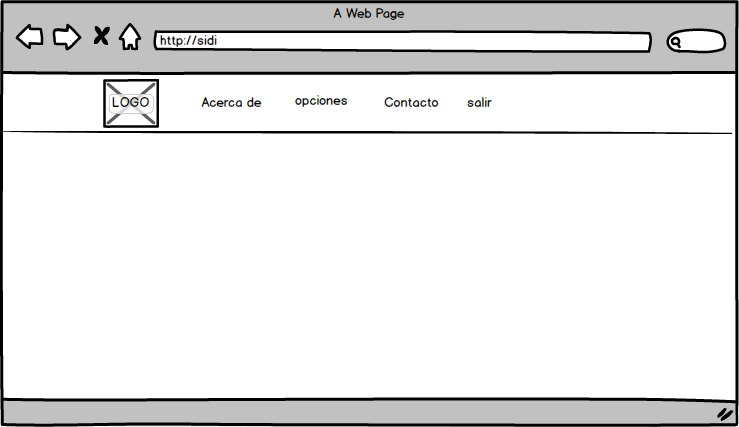 A Web Page
http://sidi
LOGO Acerca de opciones Contacto salir